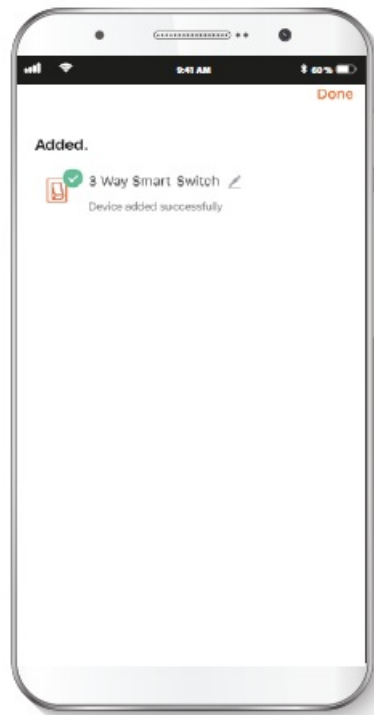 9:41 AM 60%
Done
Added.
3 Way Smart Switch
Device added successfully